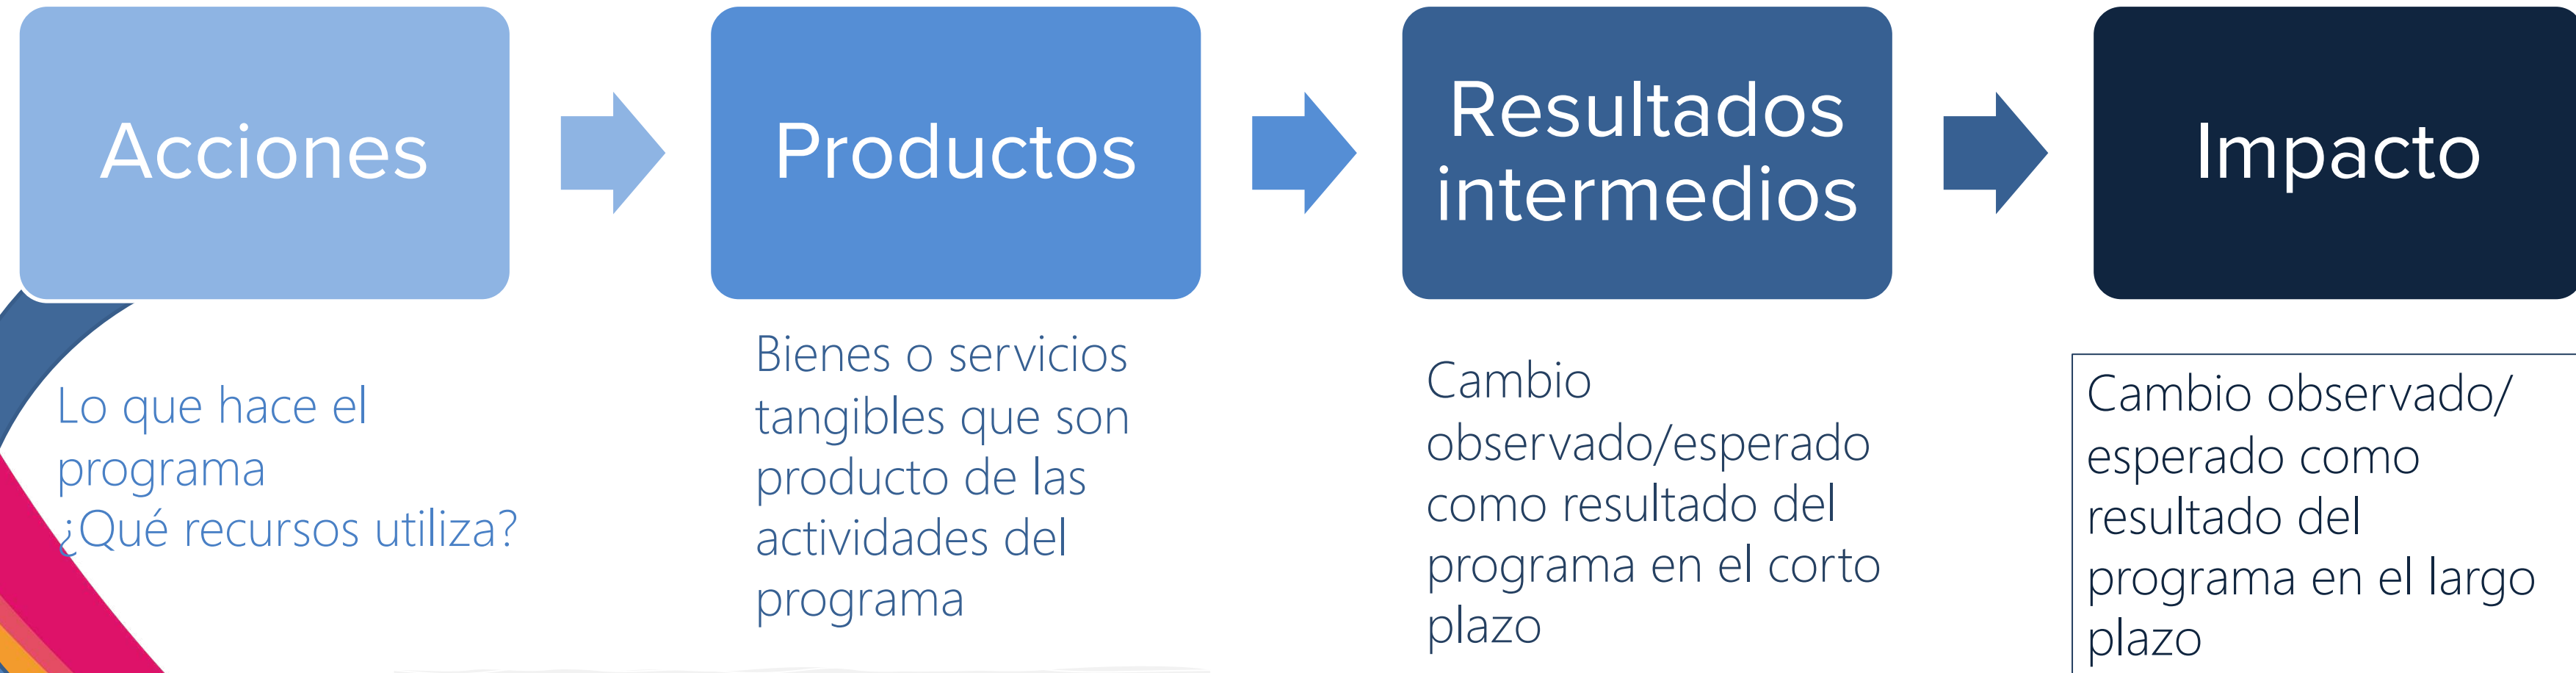 Acciones
Productos
Resultados
intermedios
Impacto
Lo que hace el
programa
¿Qué recursos utiliza?
Bienes o servicios
tangibles que son
producto de las
actividades del
programa
Cambio
observado/esperado
como resultado del
programa en el corto
plazo
Cambio observado/
esperado como
resultado del
programa en el largo
plazo